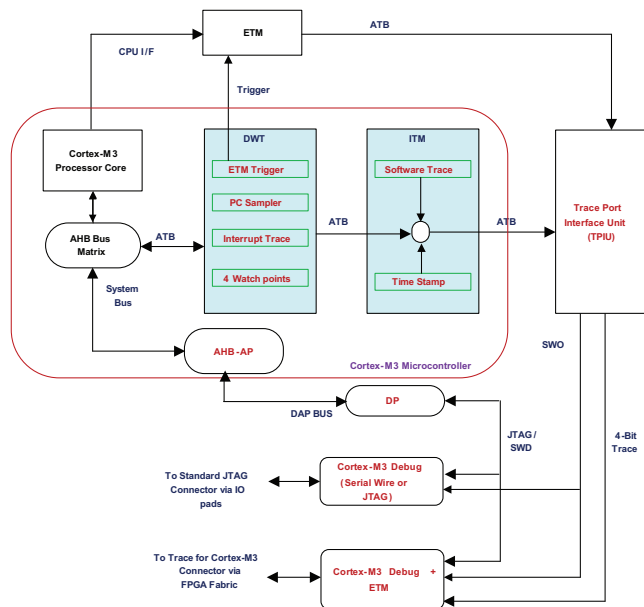 ATB
ETM
CPU I/F
Trigger
DWT
ITM
Cortex-M3
Processor Core
ETM Trigger
Software Trace
PC Sampler
Trace Port
Interface Unit
(TPIU)
ATB
ATB
AHB Bus
Matrix
ATB
Interrupt Trace
4 Watch points
Time Stamp
System
Bus
AHB-AP
Cortex-M3 Microcontroller
SWO
DAP BUS
DP
JTAG/
SWD
4-Bit
Trace
To Standard JTAG
Connector via IO
pads
Cortex-M3 Debug
(Serial Wire or
JTAG)
To Trace for Cortex-M3
Connector via
FPGA Fabric
Cortex-M3 Debug +
ETM